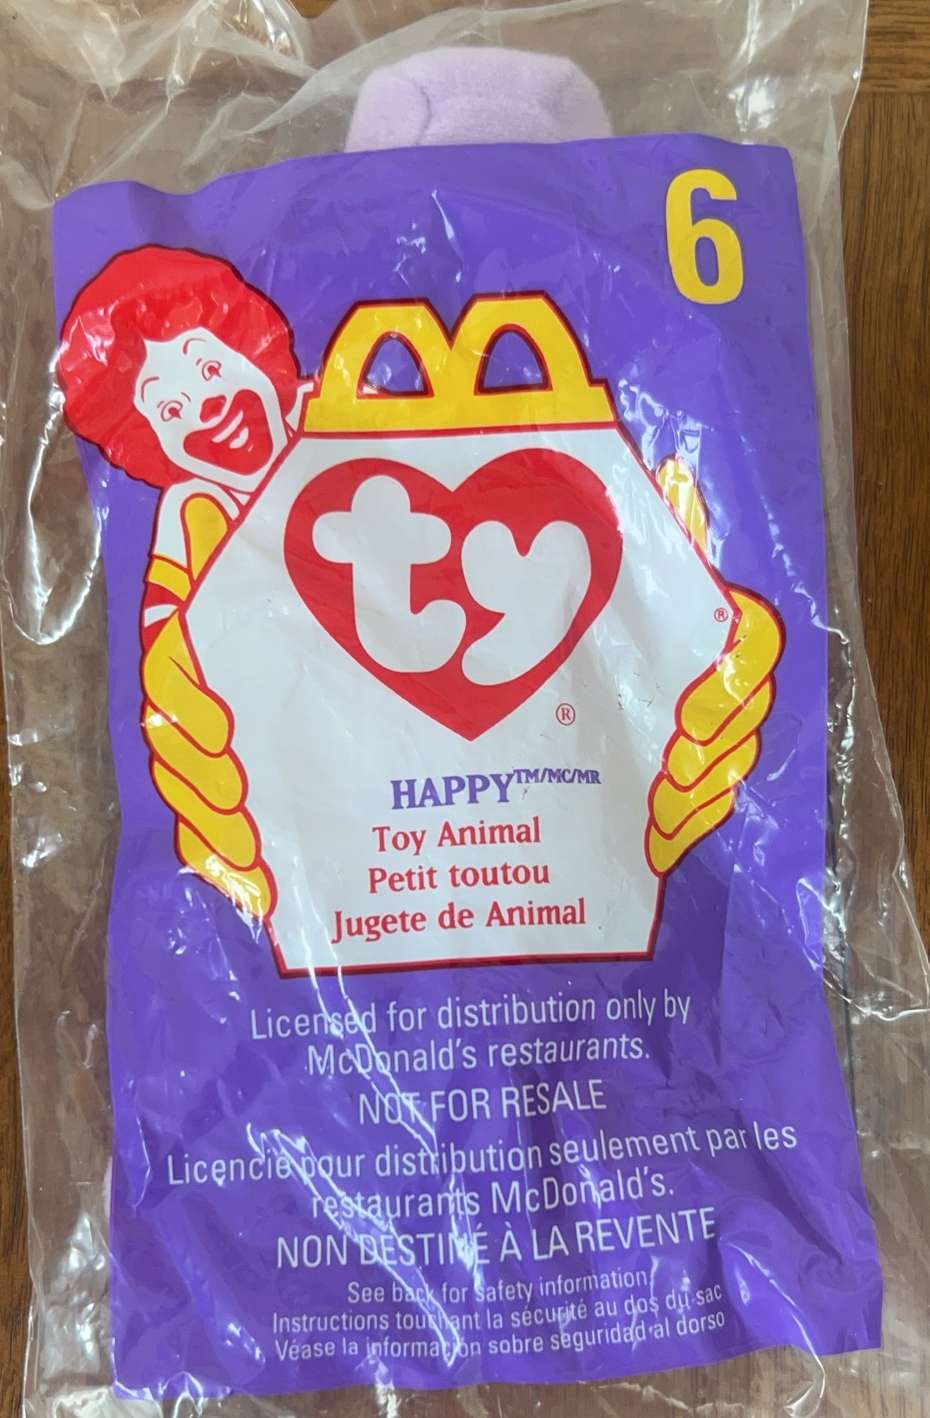 6
ty
®
®
HAPPY™/MC/MR
Toy Animal
Petit toutou
Jugete de Animal
Licensed for distribution only by
McDonald's restaurants.
NOT FOR RESALE
Licencié pour distribution seulement par les
restaurants McDonald's.
NON DESTINÉ À LA REVENTE
See back for safety information.
Instructions touchant la sécurité au dos du sac
Véase la información sobre seguridad al dorso